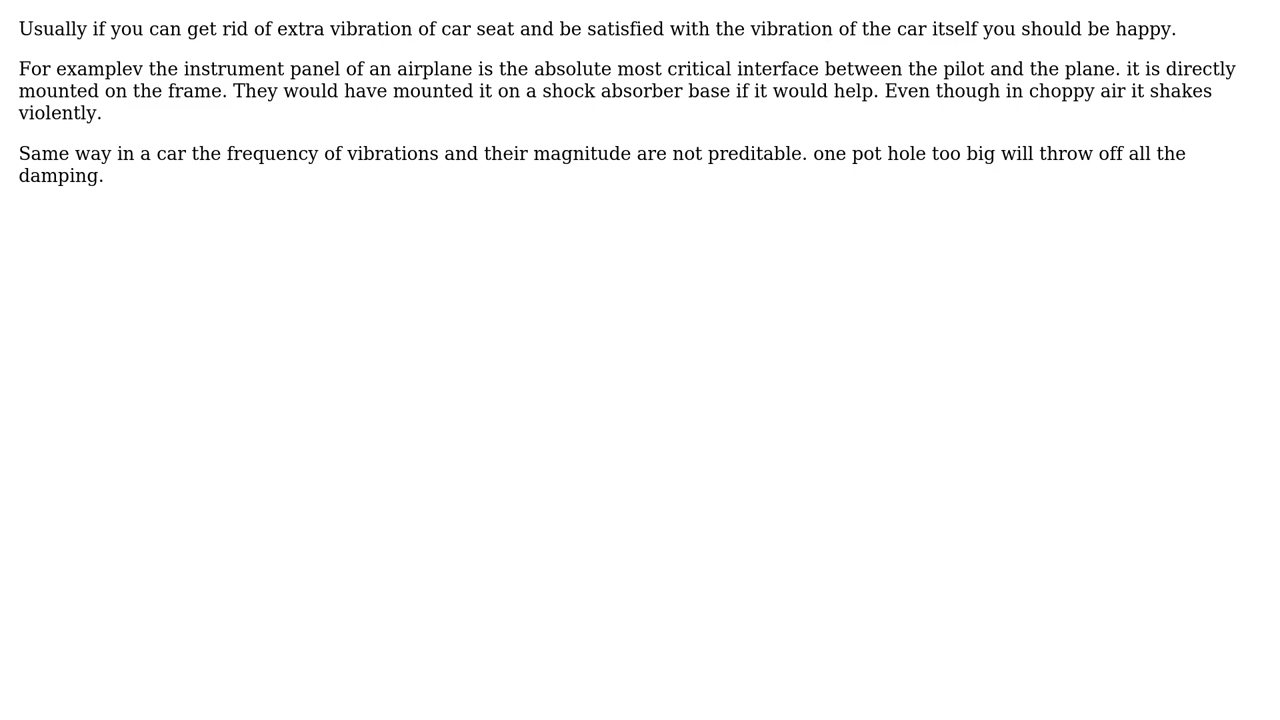 Usually if you can get rid of extra vibration of car seat and be satisfied with the vibration of the car itself you should be happy.
For examplev the instrument panel of an airplane is the absolute most critical interface between the pilot and the plane. it is directly
mounted on the frame. They would have mounted it on a shock absorber base if it would help. Even though in choppy air it shakes
violently.
Same way in a car the frequency of vibrations and their magnitude are not preditable. one pot hole too big will throw off all the
damping.